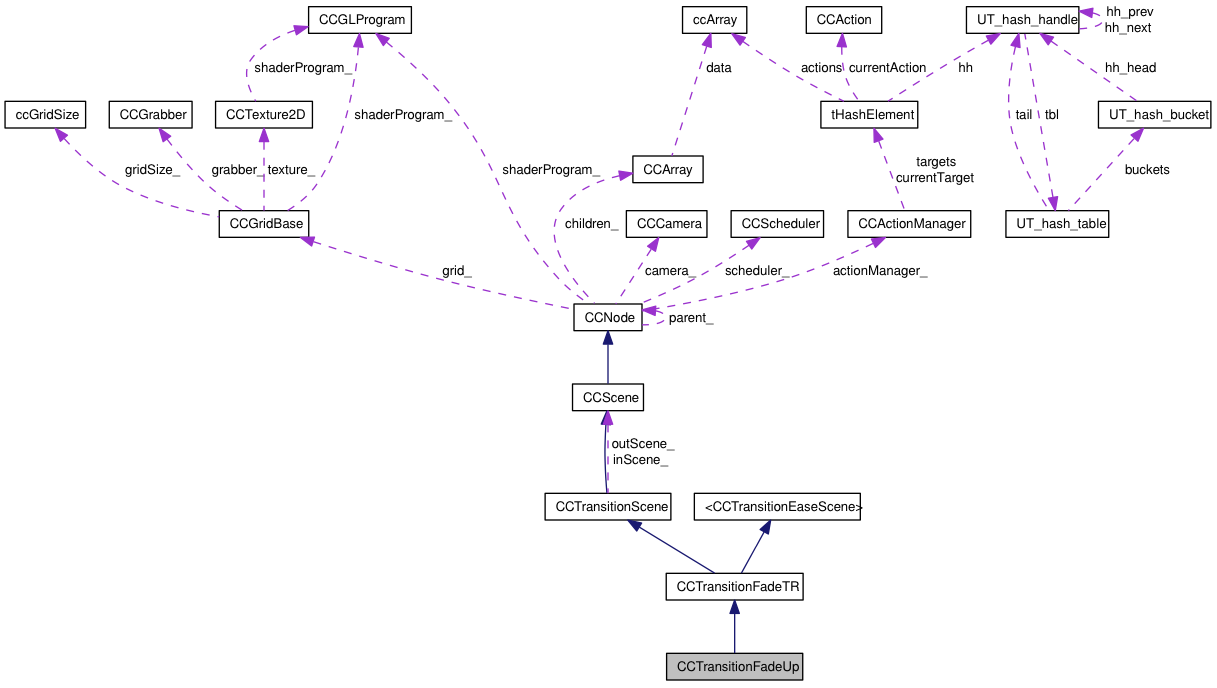 CCGLProgram
ccArray
CCAction
UT_hash_handle
hh_prev
hh_next
shaderProgram_
data
actions
currentAction
hh
hh_head
ccGridSize
CCGrabber
CCTexture2D
shaderProgram_
tHashElement
tail
tbl
UT_hash_bucket
gridSize_
grabber_
texture_
shaderProgram_
CCArray
targets
currentTarget
buckets
CCGridBase
children_
CCCamera
CCScheduler
CCActionManager
UT_hash_table
grid_
camera_
scheduler_
actionManager_
CCNode
parent_
CCScene
outScene_
inScene_
CCTransitionScene
<CCTransitionEaseScene>
CCTransitionFadeTR
CCTransitionFadeUp